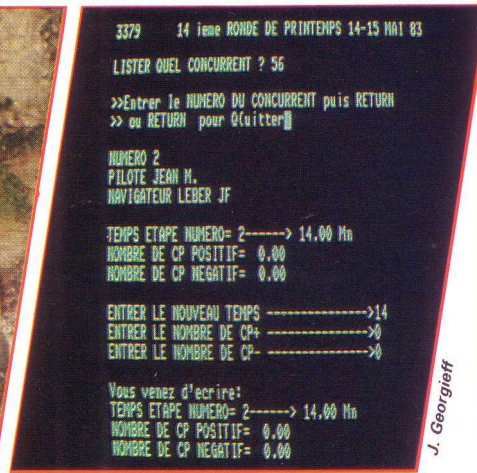 3379 14 ieme RONDE DE PRINTEMPS 14-15 MAI 83
LISTER QUEL CONCURRENT ? 56
>>Entrer le NUMERO DU CONCURRENT puis RETURN
>> ou RETURN pour Q(uitter
NUMERO 2
PILOTE JEAN M.
NAVIGATEUR LEBER JF
TEMPS ETAPE NUMERO= 2------> 14.00 Mn
NOMBRE DE CP POSITIF= 0.00
NOMBRE DE CP NEGATIF= 0.00
ENTRER LE NOUVEAU TEMPS ---------------->14
ENTRER LE NOMBRE DE CP+ ---------------->0
ENTRER LE NOMBRE DE CP- ---------------->0
Vous venez d'ecrire:
TEMPS ETAPE NUMERO= 2------> 14.00 Mn
NOMBRE DE CP POSITIF= 0.00
NOMBRE DE CP NEGATIF= 0.00
J. Georgieff